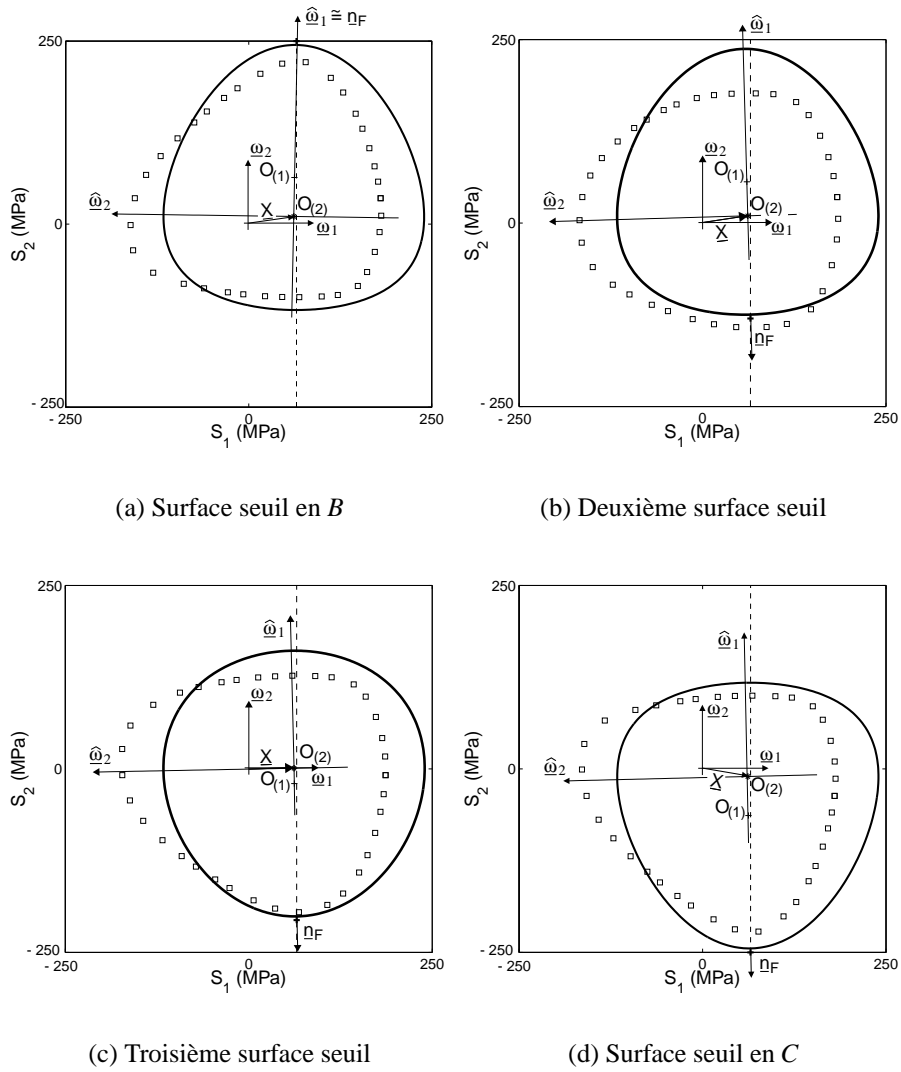 ω̂1 ≅ nF
250
S2 (MPa)
0
- 250
ω2
O(1)
O(2)
X
ω1
ω̂2
- 250
0
250
S1 (MPa)
(a) Surface seuil en B
ω̂1
250
S2 (MPa)
0
- 250
ω2
O(1)
O(2)
X
ω1
ω̂2
nF
- 250
0
250
S1 (MPa)
(b) Deuxième surface seuil
250
S2 (MPa)
0
- 250
ω̂1
ω2
X
O(2)
O(1)
ω1
ω̂2
nF
- 250
0
250
S1 (MPa)
(c) Troisième surface seuil
250
S2 (MPa)
0
- 250
ω̂1
ω2
ω1
ω̂2
X
O(2)
O(1)
nF
- 250
0
250
S1 (MPa)
(d) Surface seuil en C